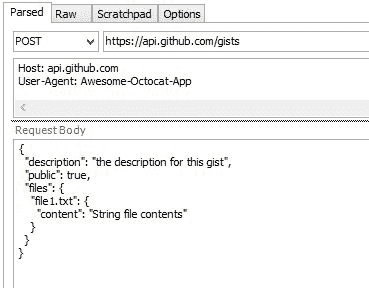 Parsed Raw Scratchpad Options
POST https://api.github.com/gists
Host: api.github.com
User-Agent: Awesome-Octocat-App
Request Body
{
  "description": "the description for this gist",
  "public": true,
  "files": {
    "file1.txt": {
      "content": "String file contents"
    }
  }
}